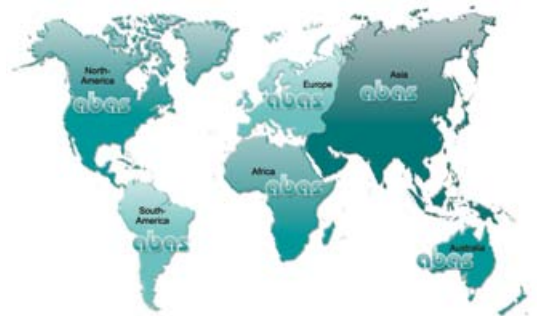 North-
America
abas
Europe
abas
Asia
abas
Africa
abas
South-
America
abas
Australia
abas